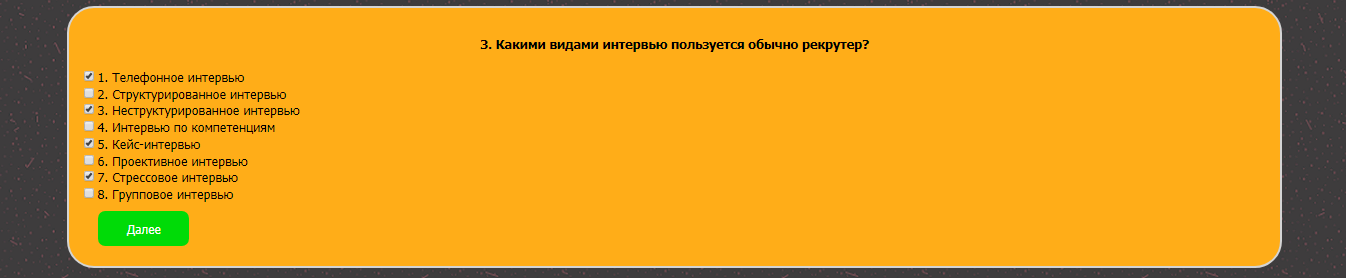 3. Какими видами интервью пользуется обычно рекрутер?
1. Телефонное интервью
2. Структурированное интервью
3. Неструктурированное интервью
4. Интервью по компетенциям
5. Кейс-интервью
6. Проективное интервью
7. Стрессовое интервью
8. Групповое интервью
Далее